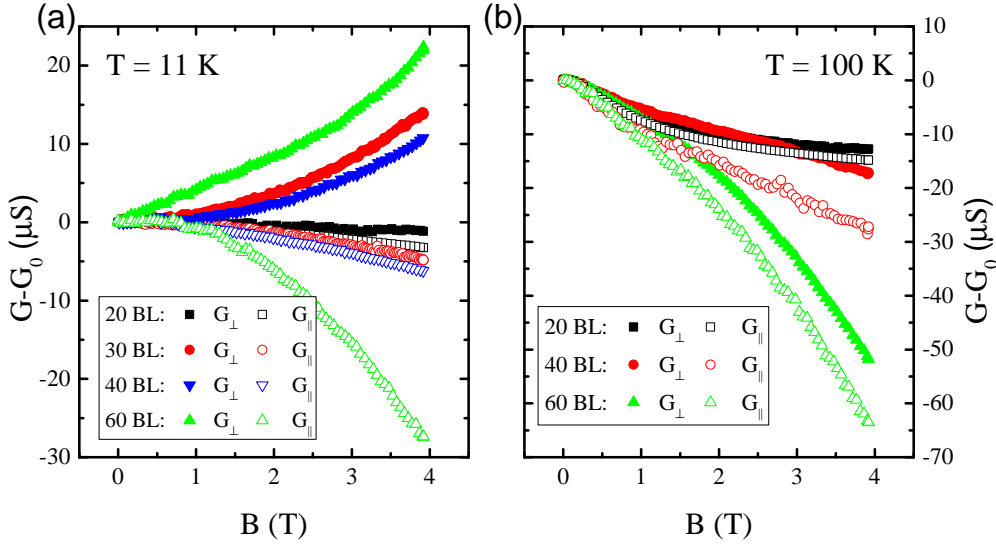 (a)
T = 11 K
G-G₀ (µS)
20
10
0
-10
-20
-30
20 BL: G⊥ G∥
30 BL: G⊥ G∥
40 BL: G⊥ G∥
60 BL: G⊥ G∥
0 1 2 3 4
B (T)
(b)
T = 100 K
10
0
-10
-20
-30
-40
-50
-60
-70
G-G₀ (µS)
20 BL: G⊥ G∥
40 BL: G⊥ G∥
60 BL: G⊥ G∥
0 1 2 3 4
B (T)